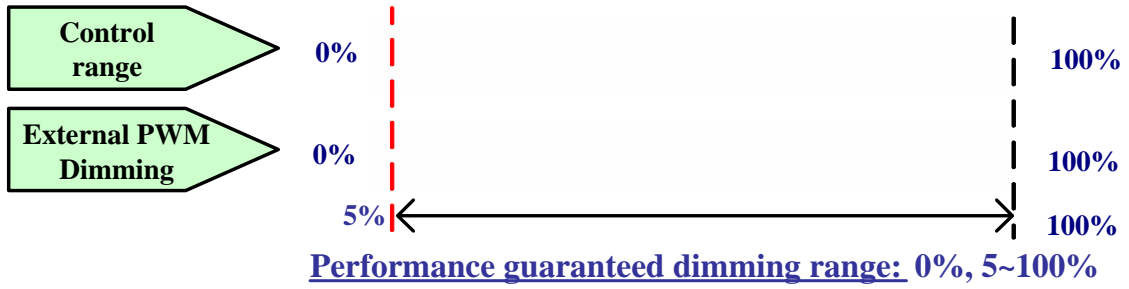 Control
range
0%
100%
External PWM
Dimming
0%
100%
5%
100%
Performance guaranteed dimming range: 0%, 5~100%